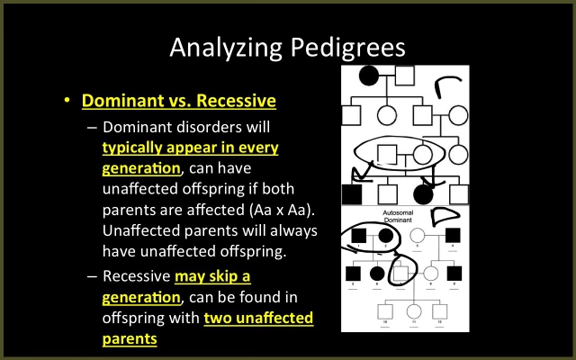 Analyzing Pedigrees
• Dominant vs. Recessive
– Dominant disorders will
typically appear in every
generation, can have
unaffected offspring if both
parents are affected (Aa x Aa).
Unaffected parents will always
have unaffected offspring.
– Recessive may skip a
generation, can be found in
offspring with two unaffected
parents
r
Autosomal
Dominant
D